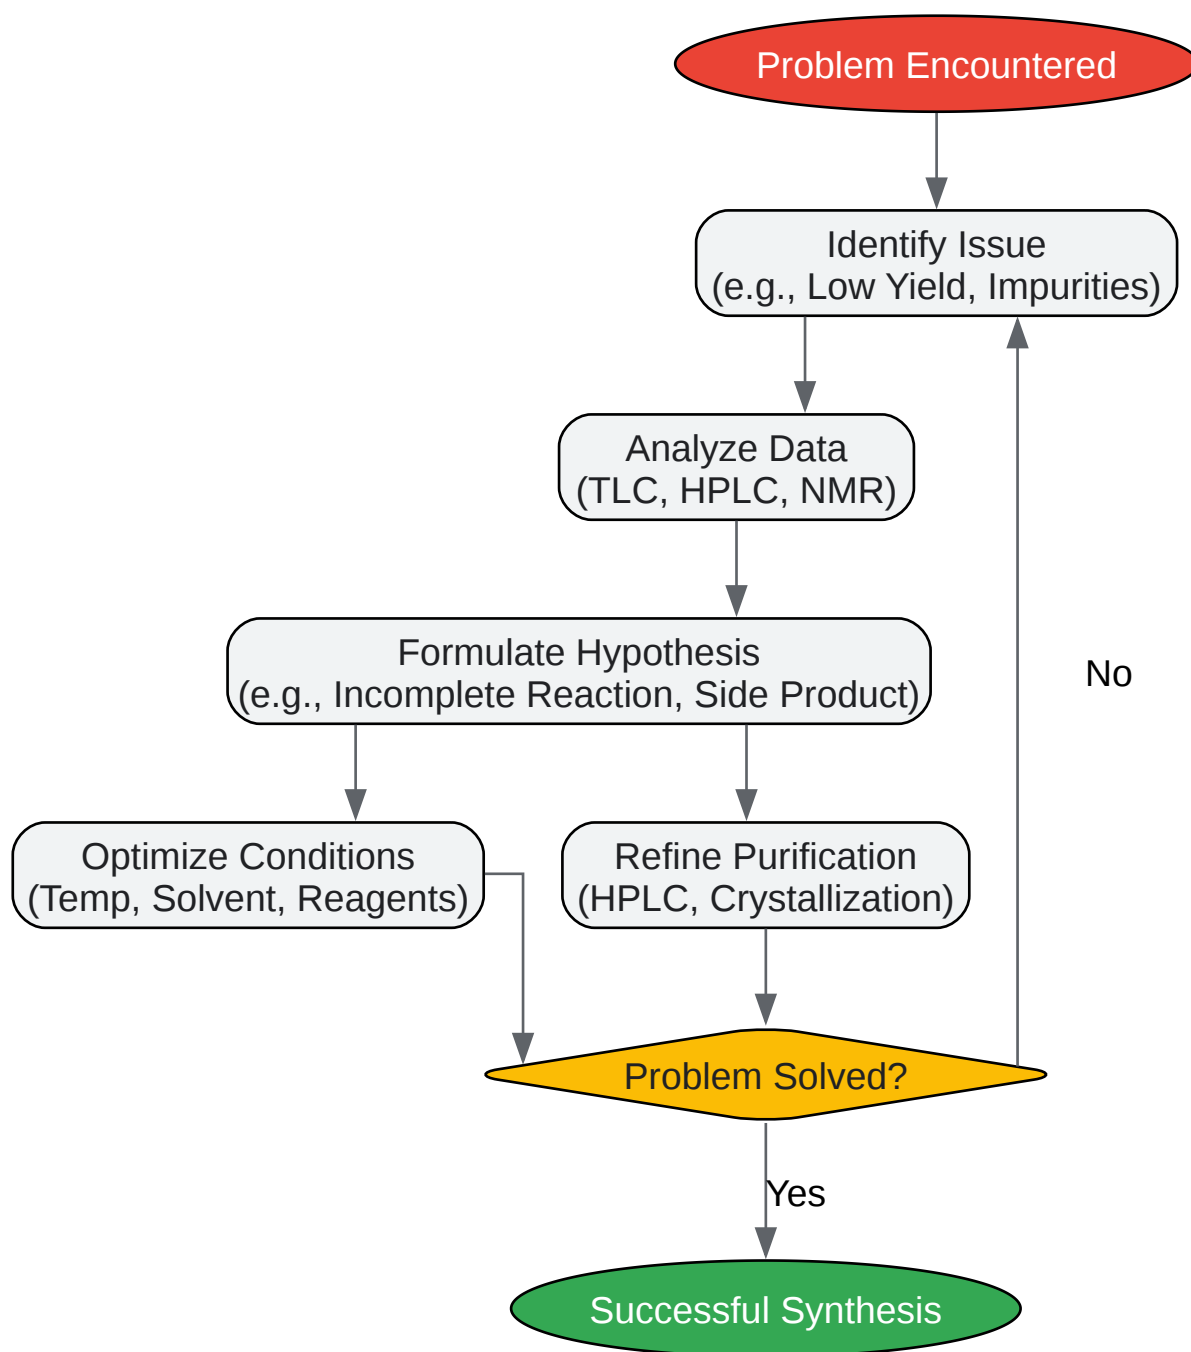 Problem Encountered
Identify Issue
(e.g., Low Yield, Impurities)
Analyze Data
(TLC, HPLC, NMR)
Formulate Hypothesis
(e.g., Incomplete Reaction, Side Product)
No
Optimize Conditions
(Temp, Solvent, Reagents)
Refine Purification
(HPLC, Crystallization)
Problem Solved?
Yes
Successful Synthesis